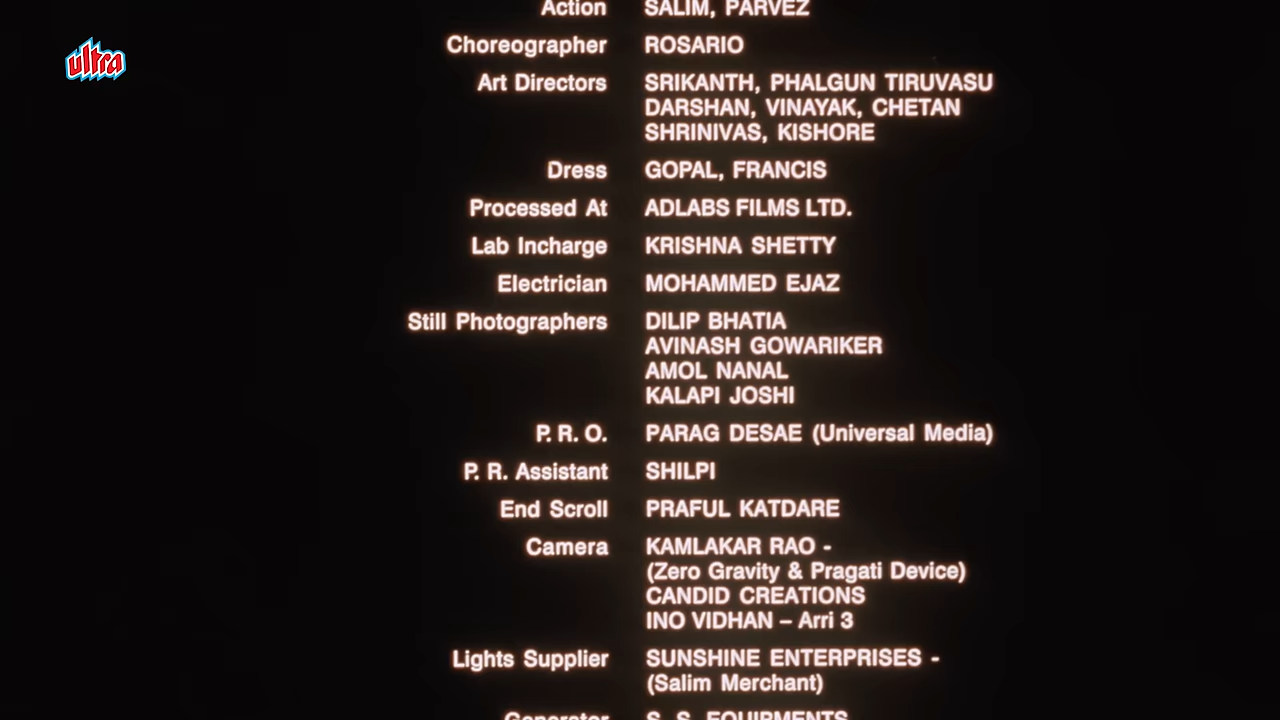 ultra
Action SALIM, PARVEZ
Choreographer ROSARIO
Art Directors SRIKANTH, PHALGUN TIRUVASU
DARSHAN, VINAYAK, CHETAN
SHRINIVAS, KISHORE
Dress GOPAL, FRANCIS
Processed At ADLABS FILMS LTD.
Lab Incharge KRISHNA SHETTY
Electrician MOHAMMED EJAZ
Still Photographers DILIP BHATIA
AVINASH GOWARIKER
AMOL NANAL
KALAPI JOSHI
P. R. O. PARAG DESAE (Universal Media)
P. R. Assistant SHILPI
End Scroll PRAFUL KATDARE
Camera KAMLAKAR RAO -
(Zero Gravity & Pragati Device)
CANDID CREATIONS
INO VIDHAN – Arri 3
Lights Supplier SUNSHINE ENTERPRISES -
(Salim Merchant)
Generator S. S. EQUIPMENTS